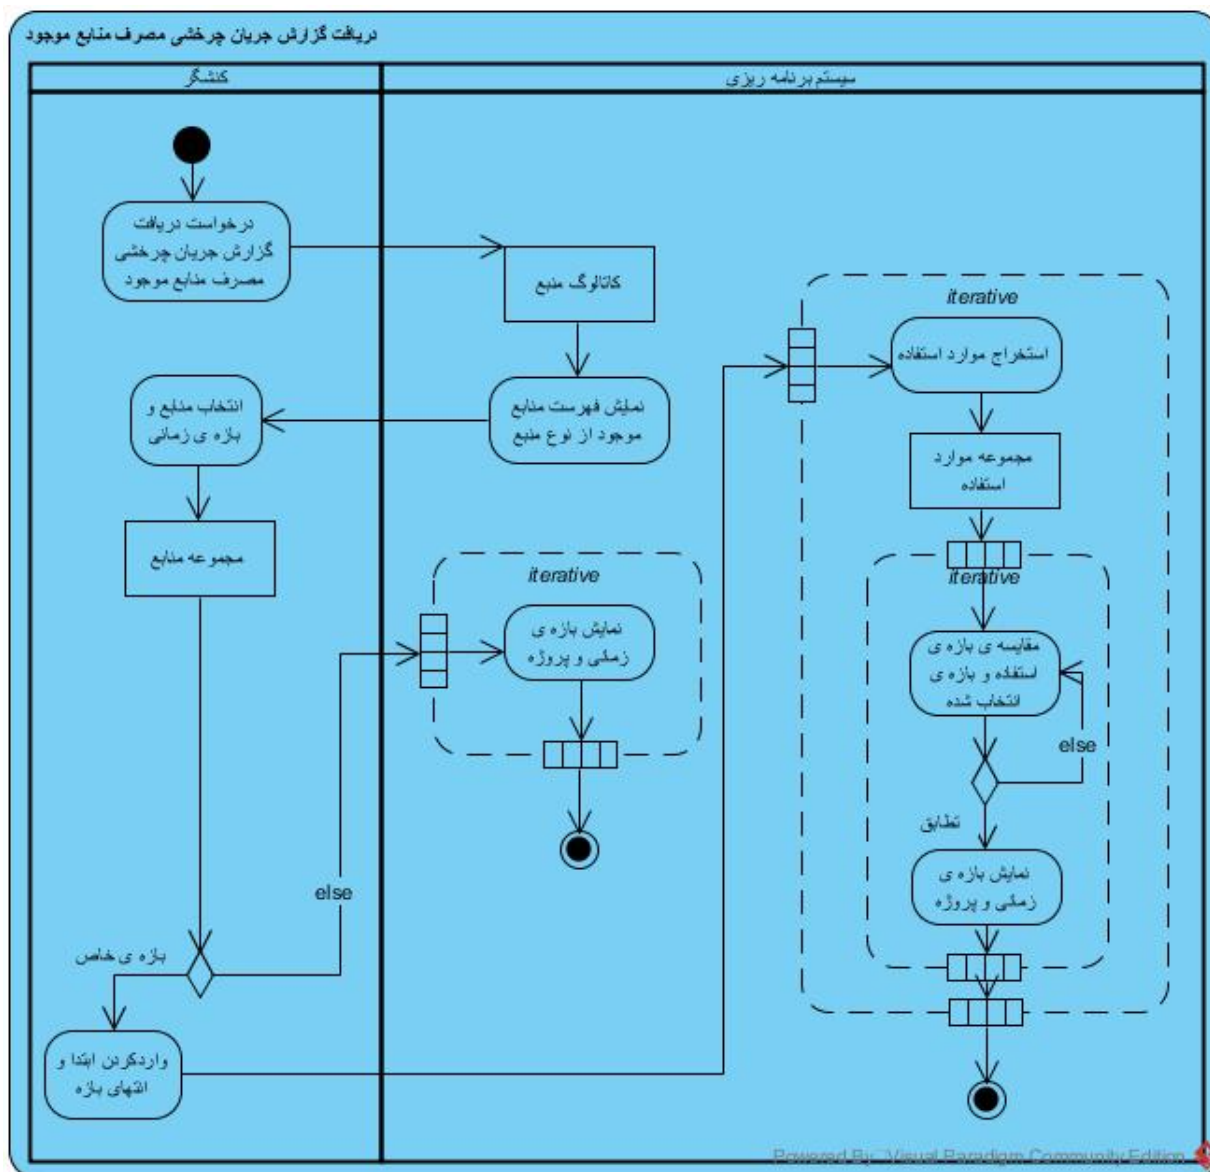 دریافت گزارش جریان چرخشی مصرف منابع موجود
کنشگر
سیستم برنامه ریزی
درخواست دریافت
گزارش جریان چرخشی
مصرف منابع موجود
کاتالوگ منبع
نمایش فهرست منابع
موجود از نوع منبع
انتخاب منابع و
بازه ی زمانی
مجموعه منابع
بازه ی خاص
else
واردکردن ابتدا و
انتهای بازه
iterative
نمایش بازه ی
زمانی و پروژه
iterative
استخراج موارد استفاده
مجموعه موارد
استفاده
iterative
مقایسه ی بازه ی
استفاده و بازه ی
انتخاب شده
else
تطابق
نمایش بازه ی
زمانی و پروژه
Powered By Visual Paradigm Community Edition